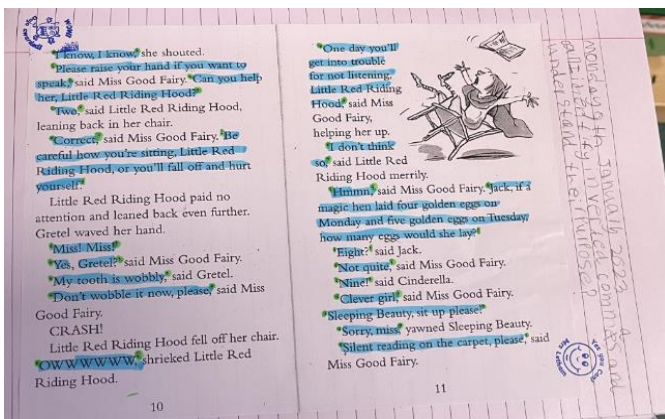 "I know, I know," she shouted.
"Please raise your hand if you want to
speak," said Miss Good Fairy. "Can you help
her, Little Red Riding Hood?"
"Two," said Little Red Riding Hood,
leaning back in her chair.
"Correct," said Miss Good Fairy. "Be
careful how you're sitting, Little Red
Riding Hood, or you'll fall off and hurt
yourself."
Little Red Riding Hood paid no
attention and leaned back even further.
Gretel waved her hand.
"Miss! Miss!"
"Yes, Gretel?" said Miss Good Fairy.
"My tooth is wobbly," said Gretel.
"Don't wobble it now, please," said Miss
Good Fairy.
CRASH!
Little Red Riding Hood fell off her chair.
"OWWWWWW," shrieked Little Red
Riding Hood.
10
"One day you'll
get into trouble
for not listening,
Little Red Riding
Hood," said Miss
Good Fairy,
helping her up.
"I don't think
so," said Little Red
Riding Hood merrily.
"Hmmn," said Miss Good Fairy. "Jack, if a
magic hen laid four golden eggs on
Monday and five golden eggs on Tuesday,
how many eggs would she lay?"
"Eight?" said Jack.
"Not quite," said Miss Good Fairy.
"Nine!" said Cinderella.
"Clever girl," said Miss Good Fairy.
"Sleeping Beauty, sit up please."
"Sorry, miss," yawned Sleeping Beauty.
"Silent reading on the carpet, please," said
Miss Good Fairy.
11
Monday 9th January 2023
inverted commas and
understand their